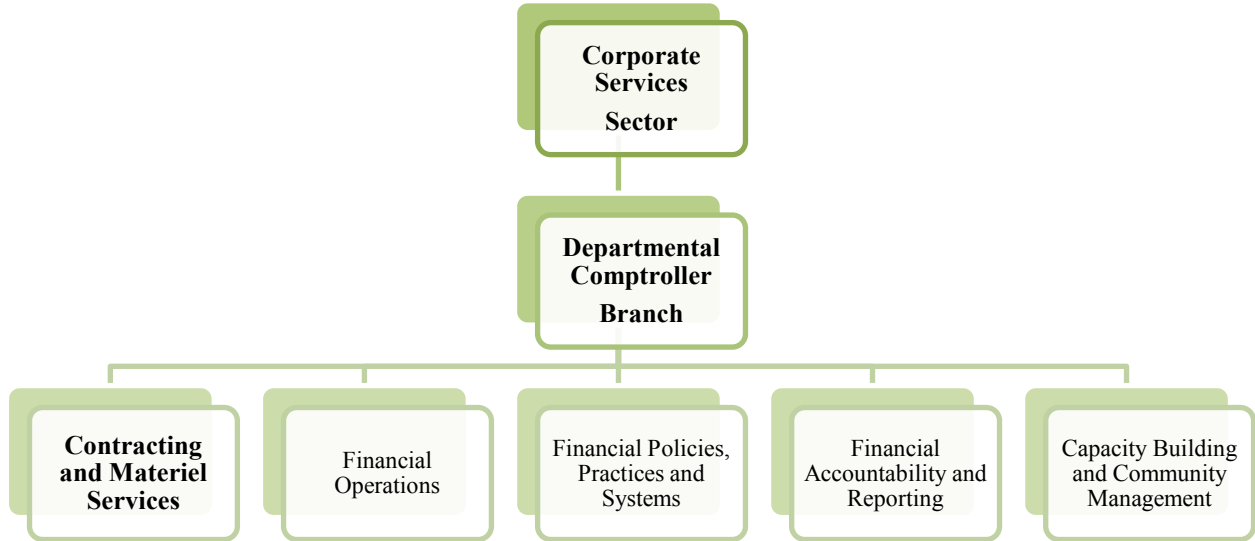 Corporate
Services
Sector
Departmental
Comptroller
Branch
Contracting
and Materiel
Services
Financial
Operations
Financial Policies,
Practices and
Systems
Financial
Accountability and
Reporting
Capacity Building
and Community
Management